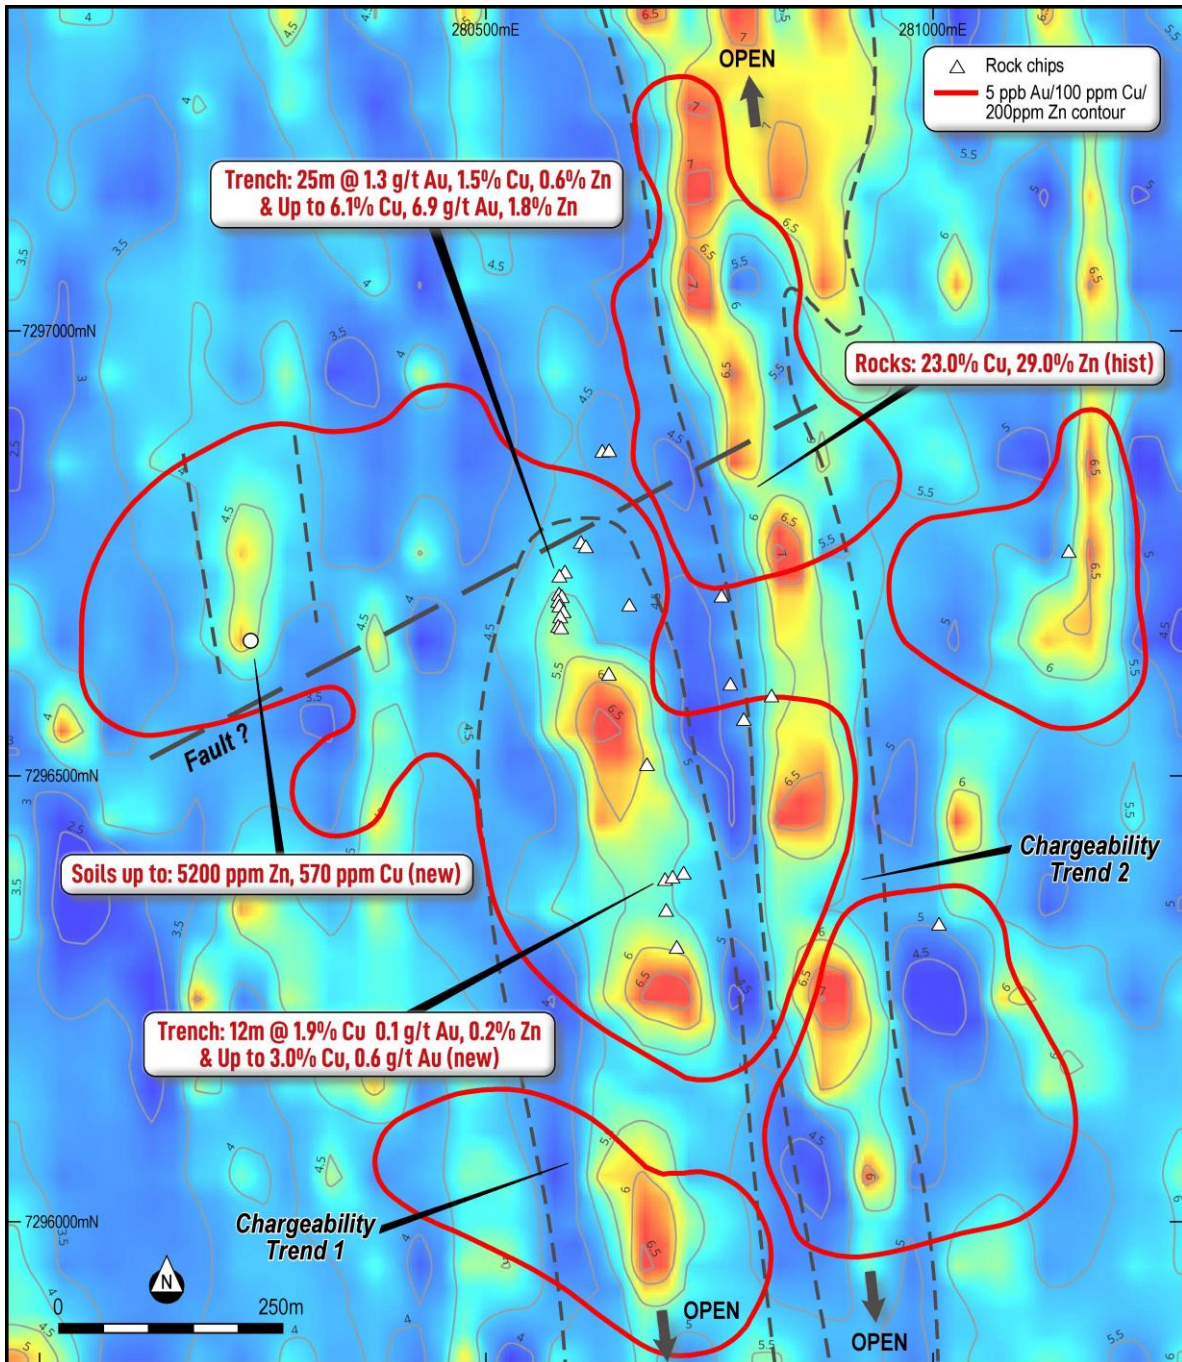 280500mE
281000mE
OPEN
Rock chips
5 ppb Au/100 ppm Cu/
200ppm Zn contour
Trench: 25m @ 1.3 g/t Au, 1.5% Cu, 0.6% Zn
& Up to 6.1% Cu, 6.9 g/t Au, 1.8% Zn
7297000mN
Rocks: 23.0% Cu, 29.0% Zn (hist)
Fault ?
7296500mN
Soils up to: 5200 ppm Zn, 570 ppm Cu (new)
Chargeability
Trend 2
Trench: 12m @ 1.9% Cu 0.1 g/t Au, 0.2% Zn
& Up to 3.0% Cu, 0.6 g/t Au (new)
7296000mN
Chargeability
Trend 1
N
0
250m
OPEN
OPEN